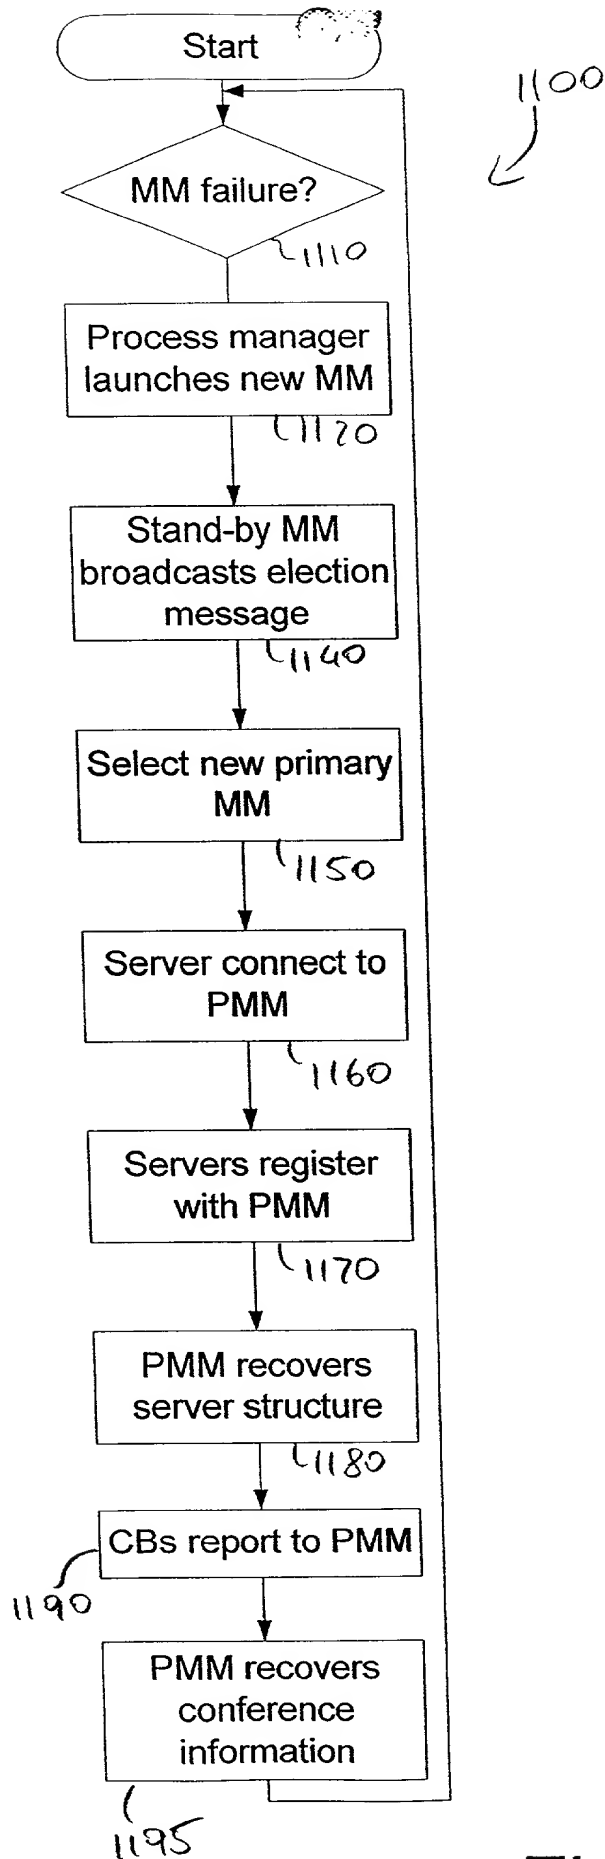 Start
1100
MM failure?
1110
Process manager
launches new MM
1120
Stand-by MM
broadcasts election
message
1140
Select new primary
MM
1150
Server connect to
PMM
1160
Servers register
with PMM
1170
PMM recovers
server structure
1180
CBs report to PMM
1190
PMM recovers
conference
information
1195